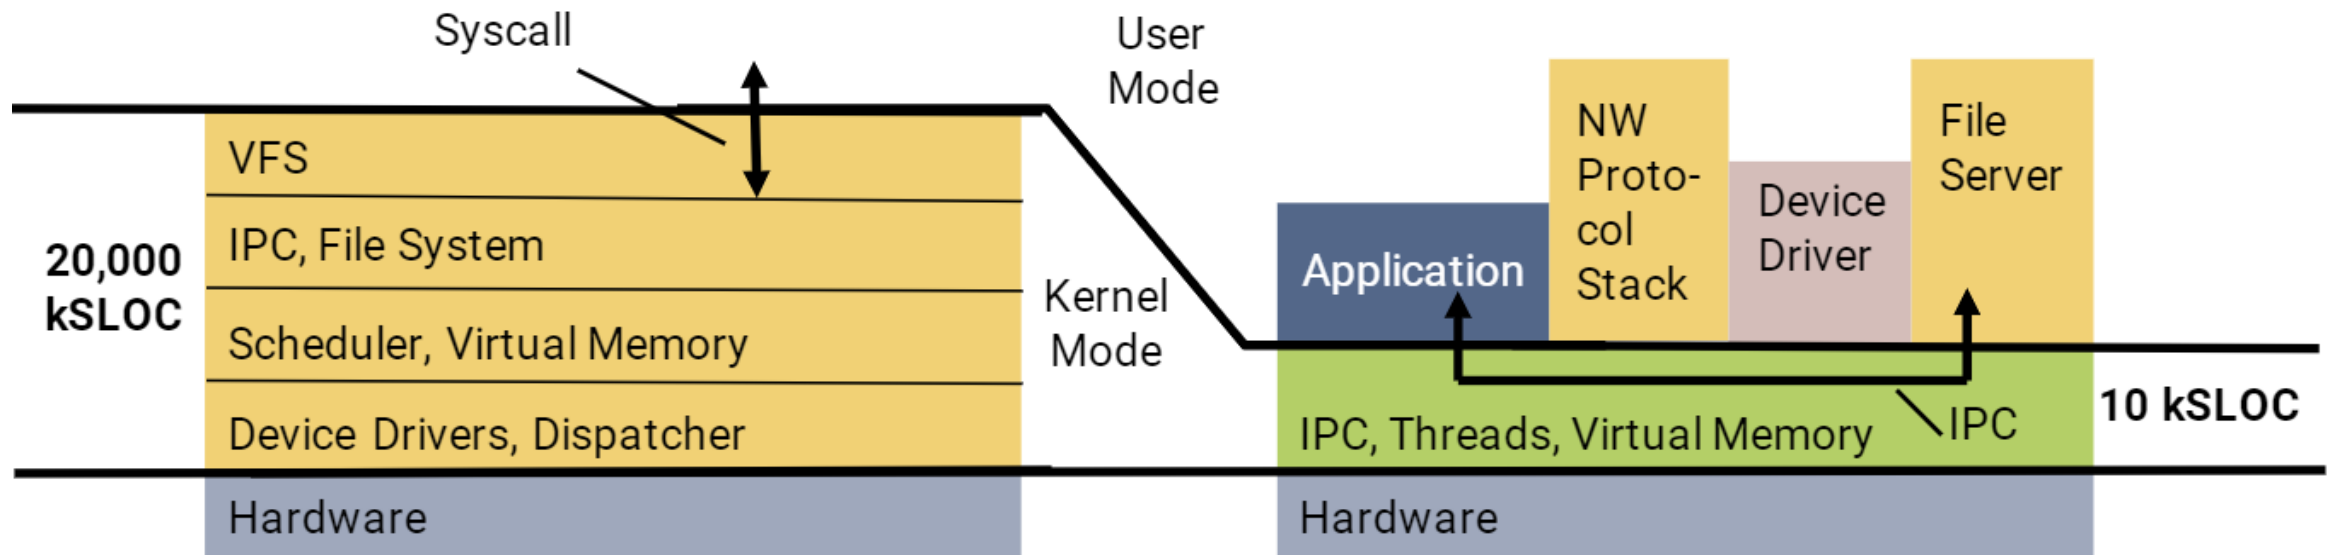 Syscall
VFS
IPC, File System
Scheduler, Virtual Memory
Device Drivers, Dispatcher
Hardware
20,000
kSLOC
User
Mode
Kernel
Mode
Application
NW
Proto-
col
Stack
Device
Driver
File
Server
IPC, Threads, Virtual Memory
IPC
Hardware
10 kSLOC